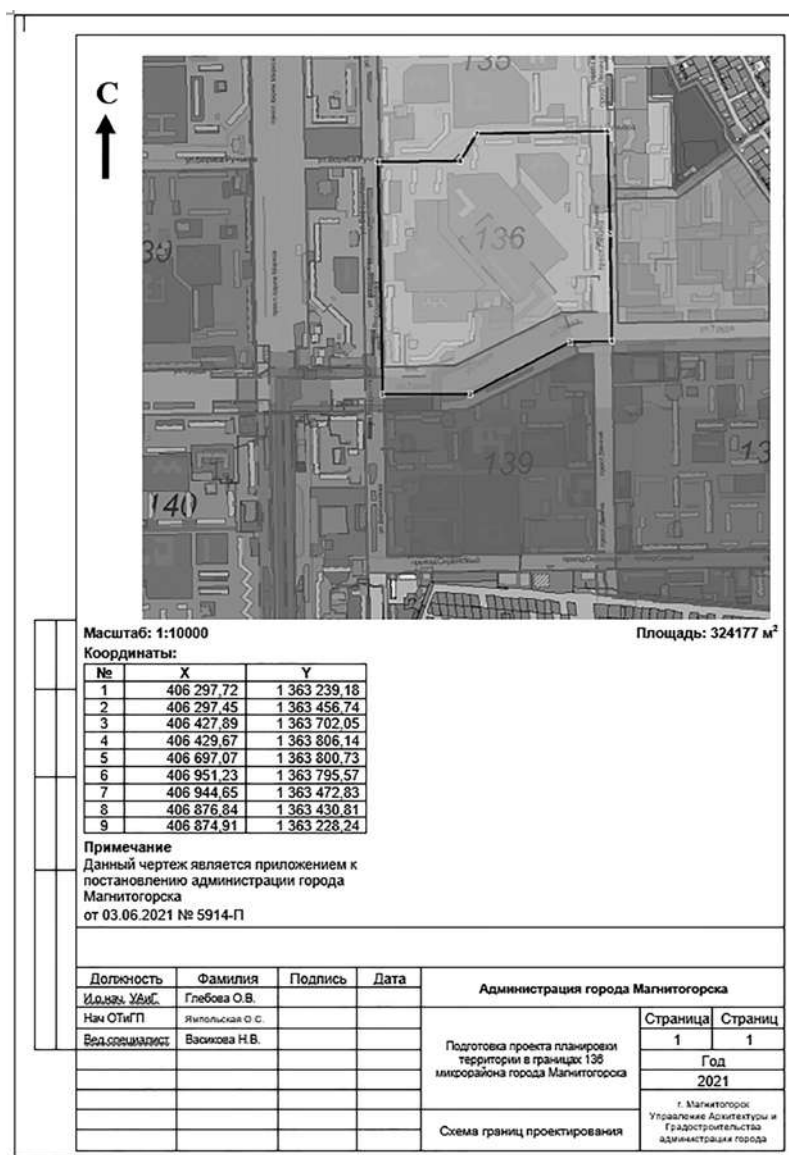 С
136
139
140
Масштаб: 1:10000
Площадь: 324177 м²
Координаты:
№ X Y
1 406 297,72 1 363 239,18
2 406 297,45 1 363 456,74
3 406 427,89 1 363 702,05
4 406 429,67 1 363 806,14
5 406 697,07 1 363 800,73
6 406 951,23 1 363 795,57
7 406 944,65 1 363 472,83
8 406 876,84 1 363 430,81
9 406 874,91 1 363 228,24
Примечание
Данный чертеж является приложением к
постановлению администрации города
Магнитогорска
от 03.06.2021 № 5914-П
Должность Фамилия Подпись Дата
И.о.нач. УАиГ Глебова О.В.
Нач ОТиГП Ямпольская О.С.
Вед.специалист Васикова Н.В.
Администрация города Магнитогорска
Подготовка проекта планировки
территории в границах 136
микрорайона города Магнитогорска
Страница Страниц
1 1
Год
2021
Схема границ проектирования
г. Магнитогорск
Управление Архитектуры и
Градостроительства
администрации города